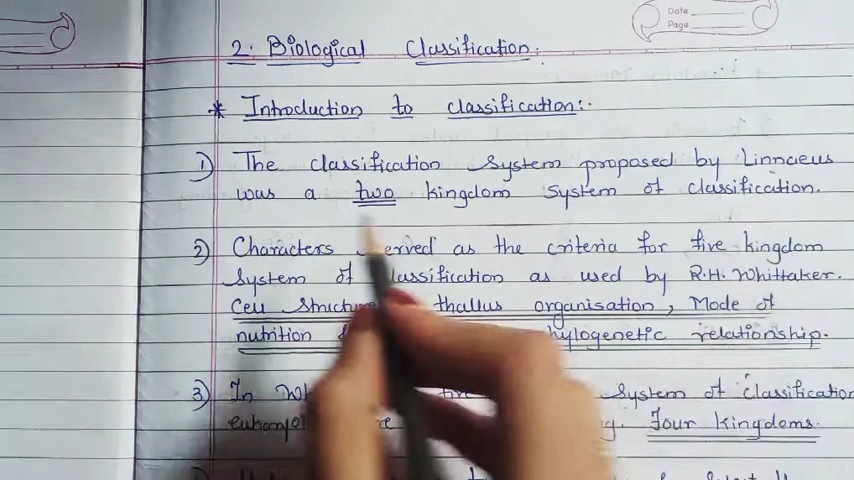 Date
Page
2. Biological Classification.
* Introduction to classification:-
1) The classification system proposed by Linnaeus
was a two kingdom system of classification.
2) Characters served as the criteria for five kingdom
system of classification as used by R.H. Whittaker.
Cell structure thallus organisation, Mode of
nutrition phylogenetic relationship.
3) In system of classification
Four kingdoms.